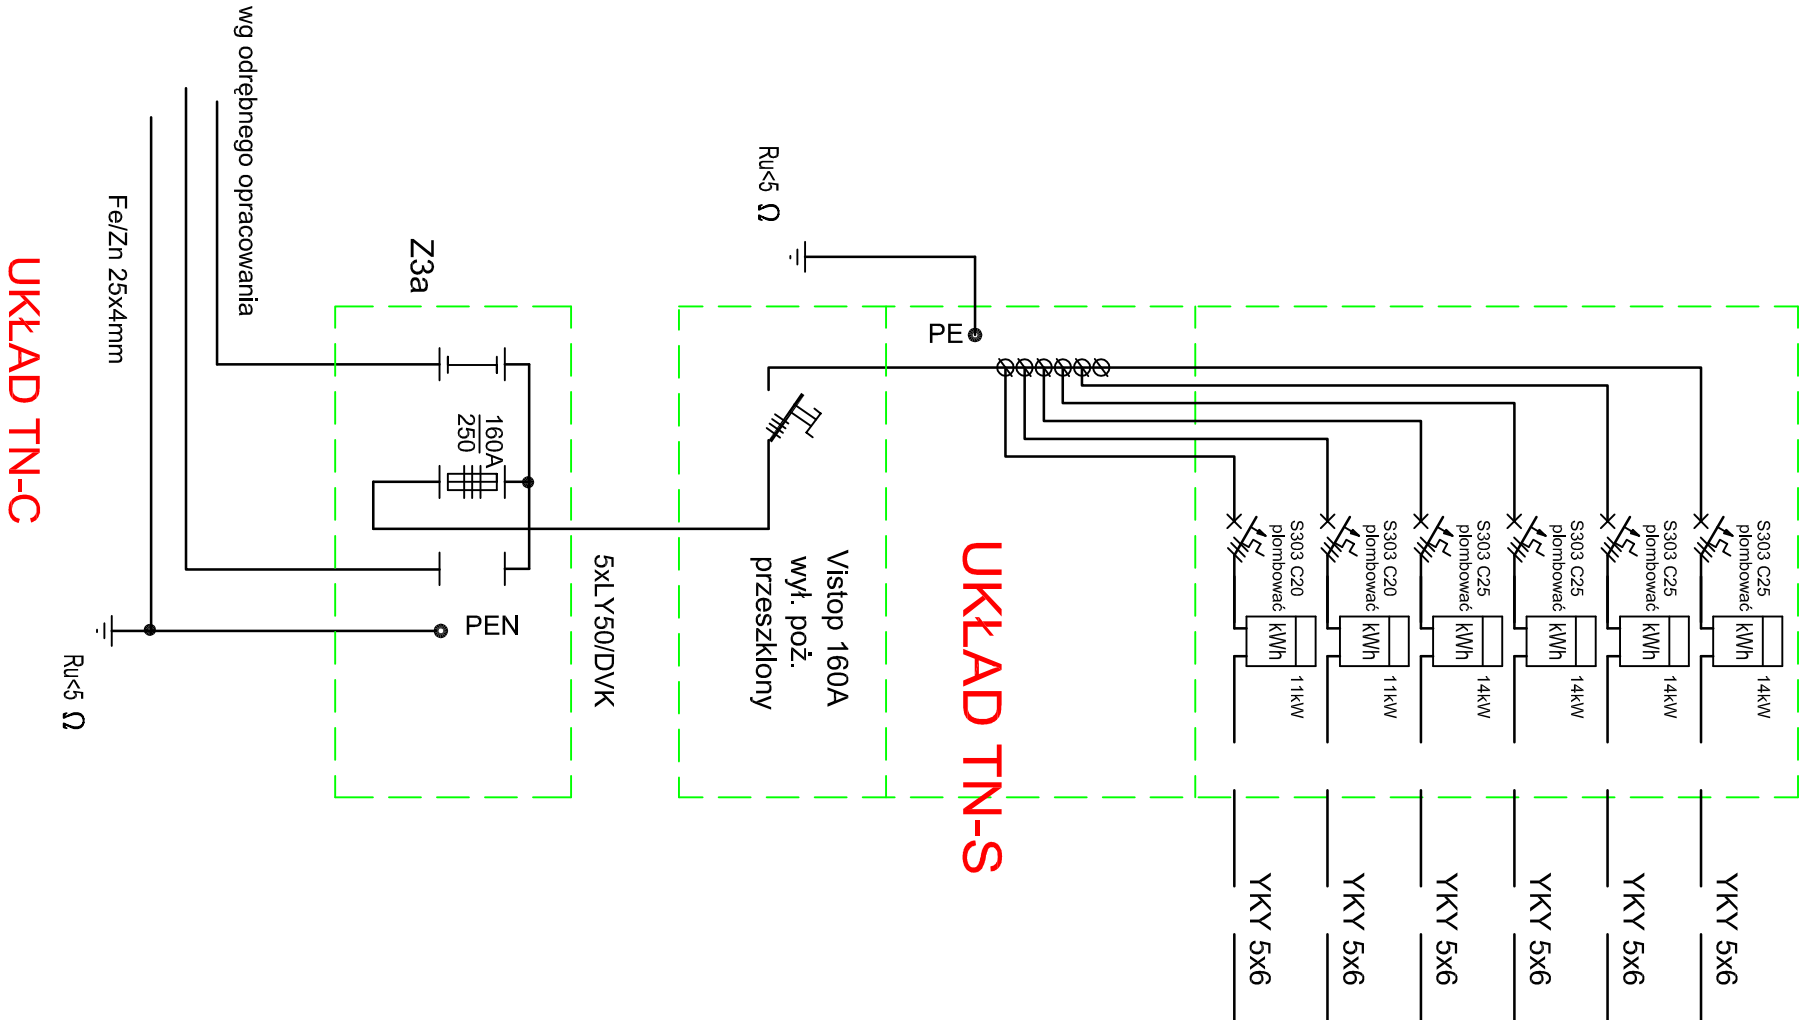 UKŁAD TN-C
wg odrębnego opracowania
Fe/Zn 25x4mm
Ru<5 Ω
Z3a
160A
250
PEN
5xLY50/DVK
Ru<5 Ω
PE
Vistop 160A
wył. poż.
przeszklony
UKŁAD TN-S
S303 C20
plombować
kWh
11kW
YKY 5x6
S303 C20
plombować
kWh
11kW
YKY 5x6
S303 C25
plombować
kWh
14kW
YKY 5x6
S303 C25
plombować
kWh
14kW
YKY 5x6
S303 C25
plombować
kWh
14kW
YKY 5x6
S303 C25
plombować
kWh
14kW
YKY 5x6